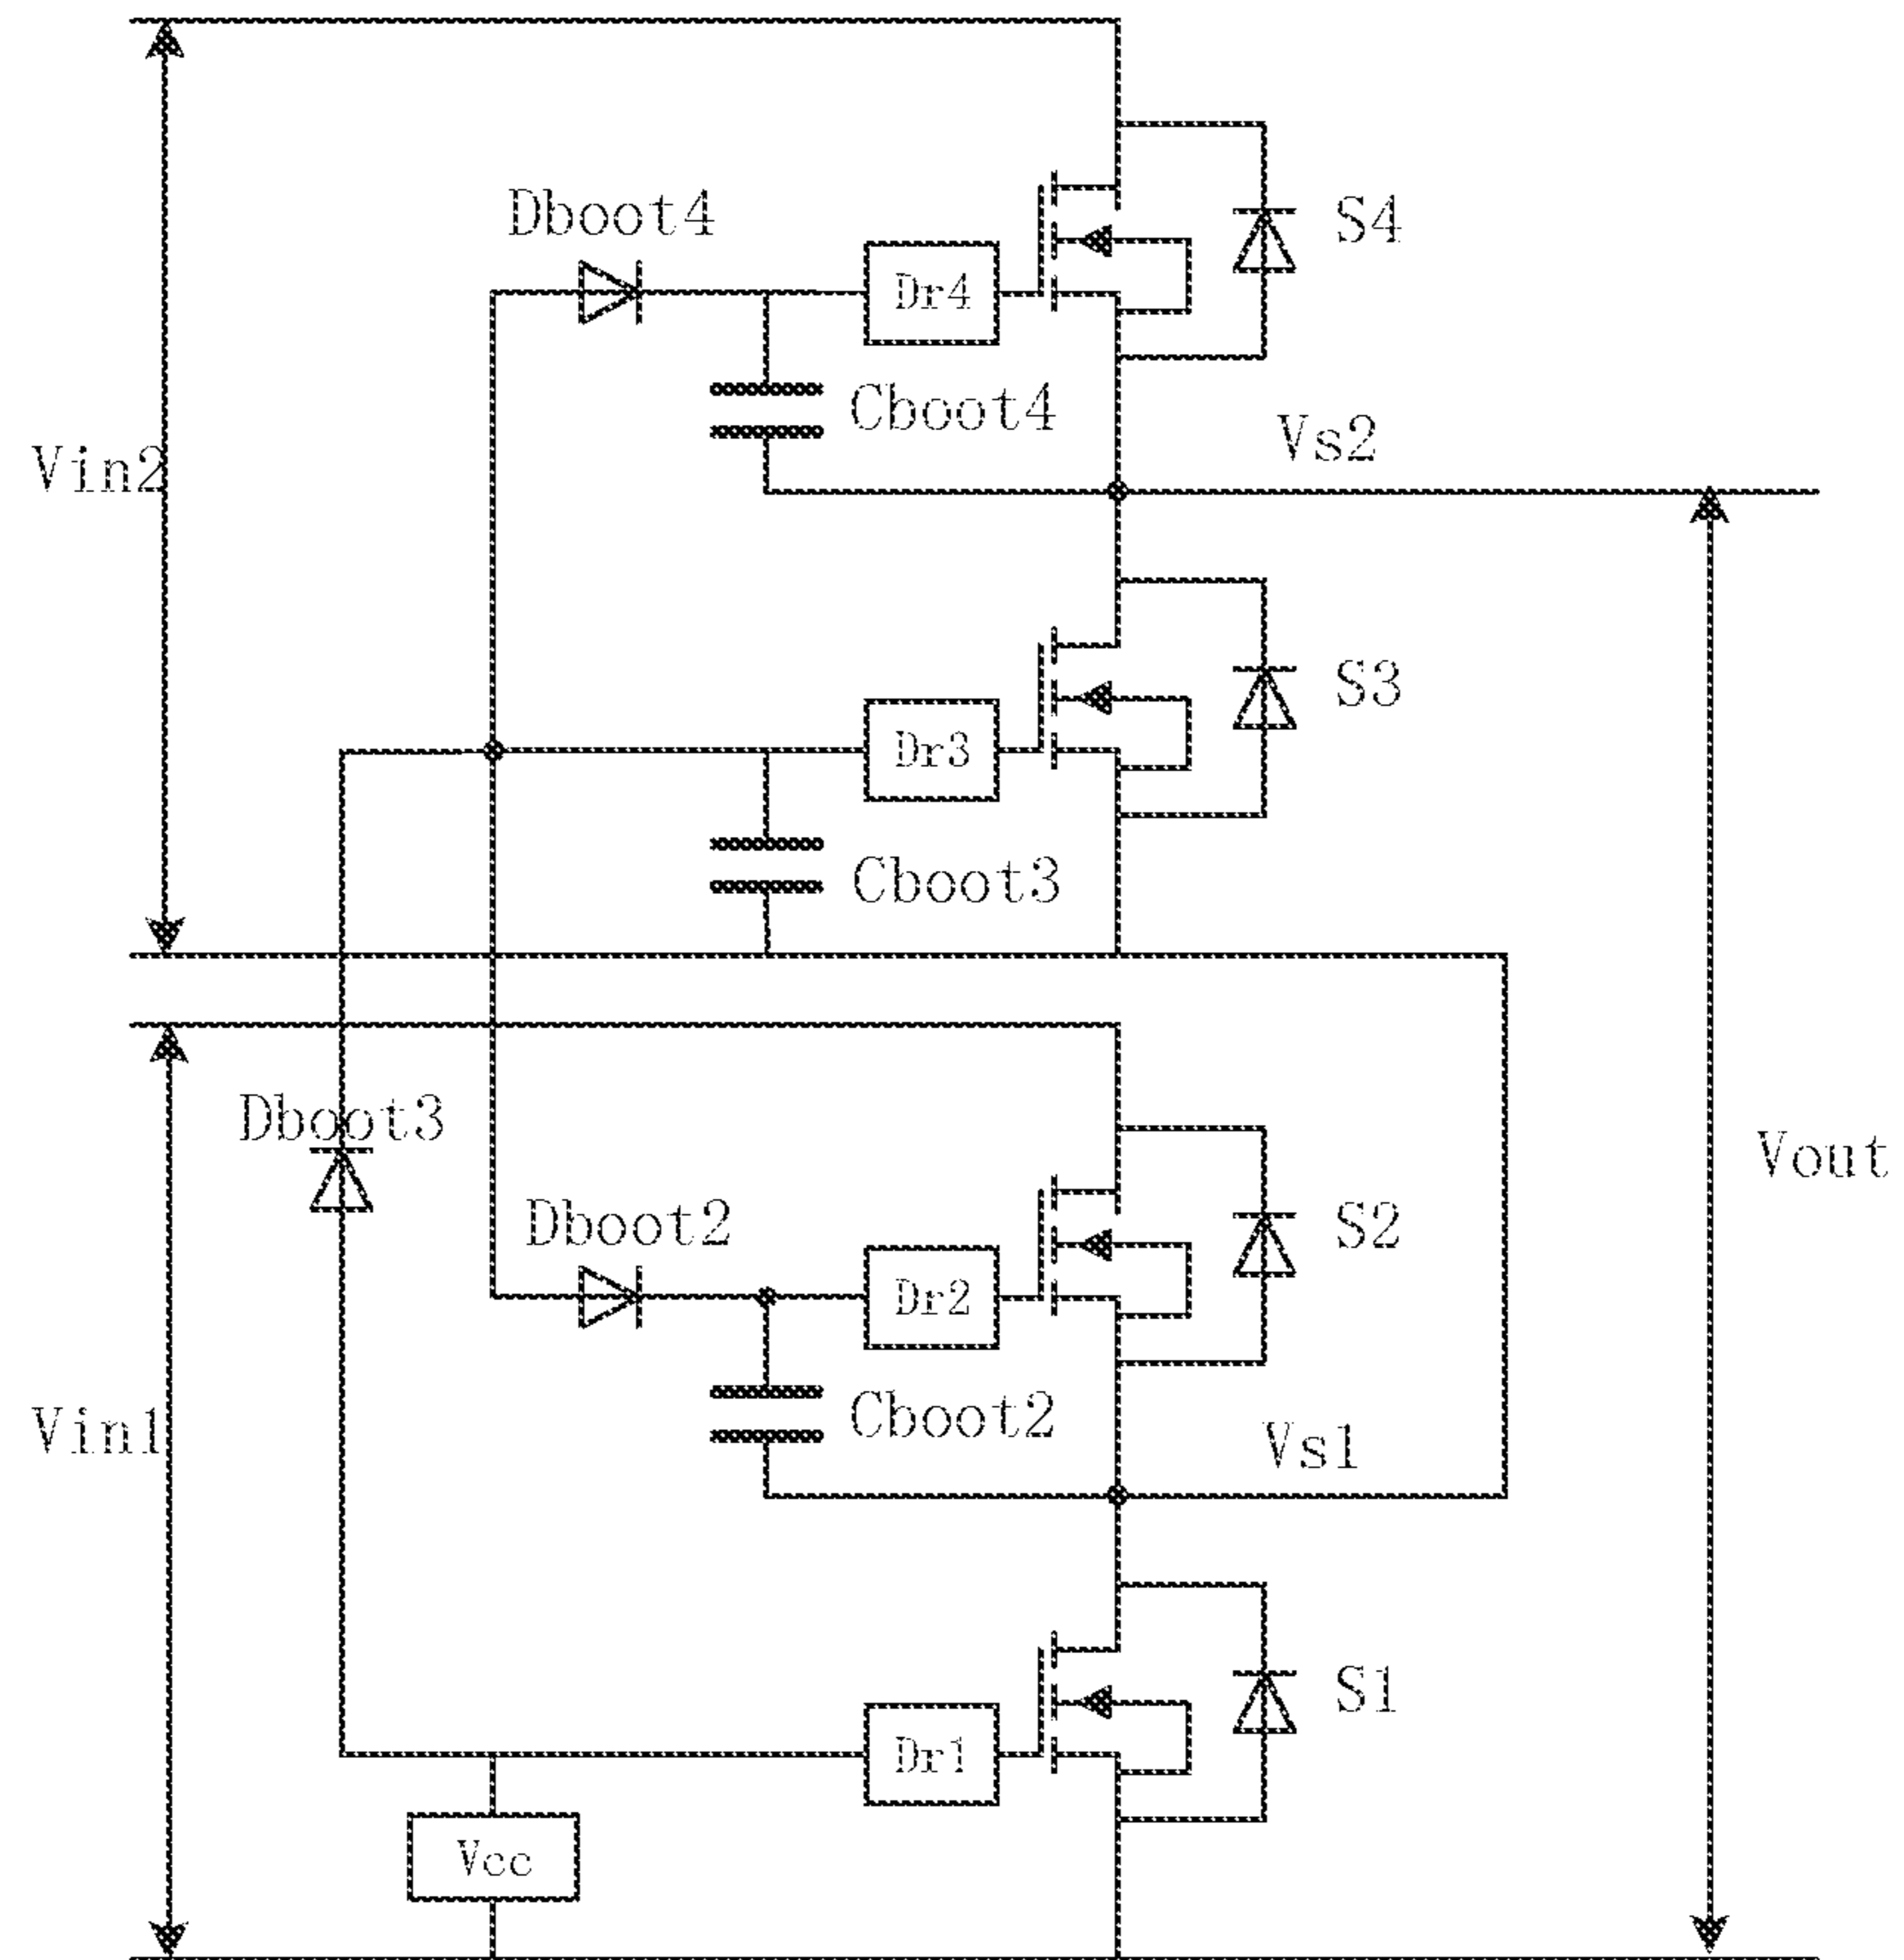 Dboot4
S4
Dr4
Cboot4
Vs2
Vin2
S3
Dr3
Cboot3
Dboot3
Vout
Dboot2
S2
Dr2
Cboot2
Vin1
Vs1
S1
Dr1
Vcc